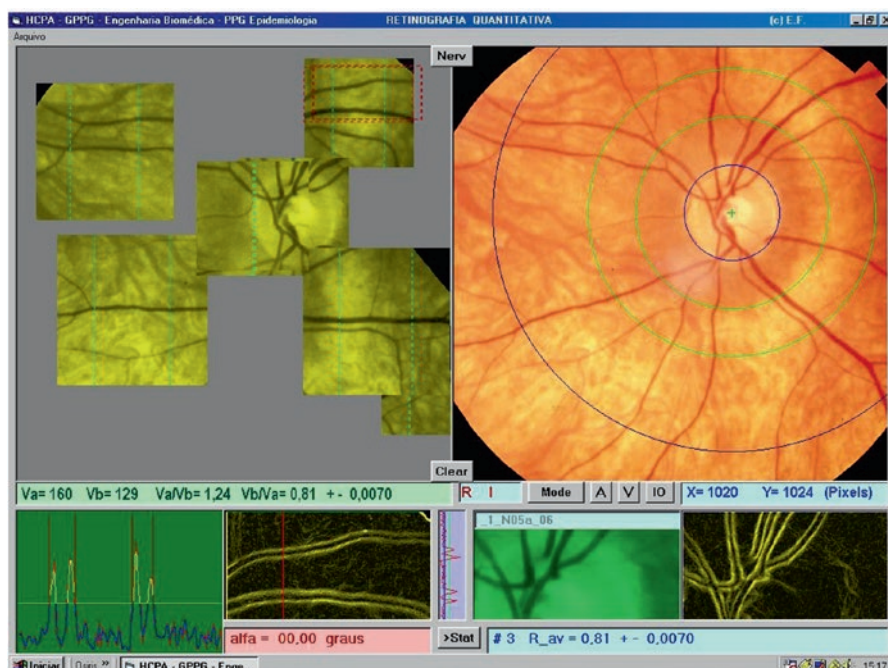 HCPA - GPPG - Engenharia Biomédica - PPG Epidemiologia RETINOGRAFIA QUANTITATIVA (c) E.F.
Arquivo
Nerv
Clear
Va= 160 Vb= 129 Va/Vb= 1,24 Vb/Va= 0,81 + - 0,0070
R I
Mode
A
V
IO
X= 1020 Y= 1024 (Pixels)
_1_N05a_06
alfa = 00,00 graus
>Stat
# 3 R_av = 0,81 + - 0,0070
Iniciar
HCPA - GPPG - Enge